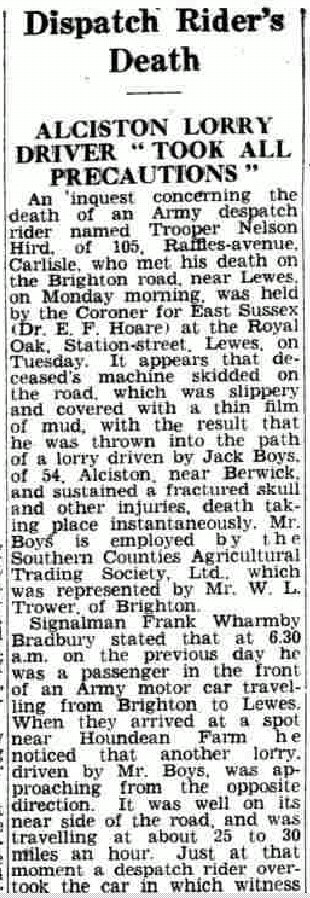 Dispatch Rider's
Death
ALCISTON LORRY
DRIVER " TOOK ALL
PRECAUTIONS "
An inquest concerning the
death of an Army despatch
rider named Trooper Nelson
Hird, of 105, Raffles-avenue,
Carlisle, who met his death on
the Brighton road, near Lewes,
on Monday morning, was held
by the Coroner for East Sussex
(Dr. E. F. Hoare) at the Royal
Oak, Station-street, Lewes, on
Tuesday. It appears that de-
ceased's machine skidded on
the road, which was slippery
and covered with a thin film
of mud, with the result that
he was thrown into the path
of a lorry driven by Jack Boys,
of 54, Alciston, near Berwick,
and sustained a fractured skull
and other injuries, death tak-
ing place instantaneously. Mr.
Boys is employed by the
Southern Counties Agricultural
Trading Society, Ltd., which
was represented by Mr. W. L.
Trower, of Brighton.
Signalman Frank Wharmby
Bradbury stated that at 6.30
a.m. on the previous day he
was a passenger in the front
of an Army motor car travel-
ling from Brighton to Lewes.
When they arrived at a spot
near Houndean Farm he
noticed that another lorry,
driven by Mr. Boys, was ap-
proaching from the opposite
direction. It was well on its
near side of the road, and was
travelling at about 25 to 30
miles an hour. Just at that
moment a despatch rider over-
took the car in which witness